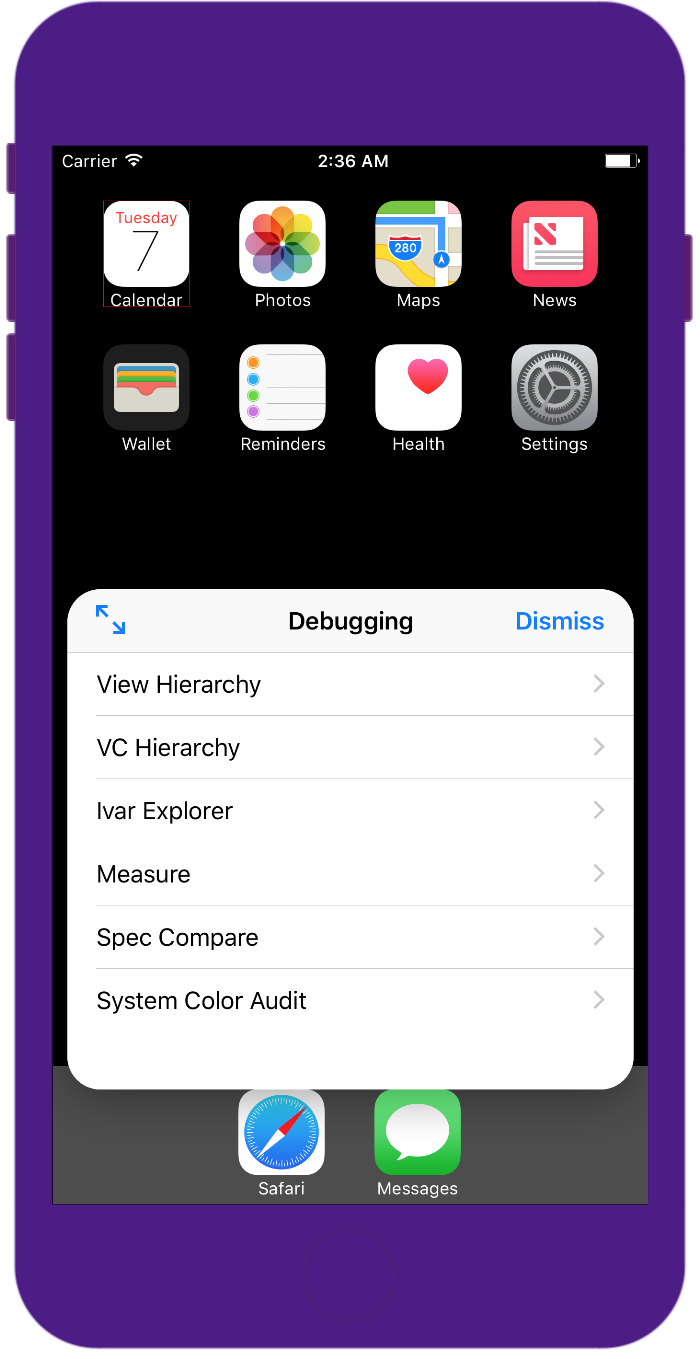 Carrier 2:36 AM
Tuesday
7
280
Calendar Photos Maps News
Wallet Reminders Health Settings
Debugging Dismiss
View Hierarchy
VC Hierarchy
Ivar Explorer
Measure
Spec Compare
System Color Audit
Safari Messages